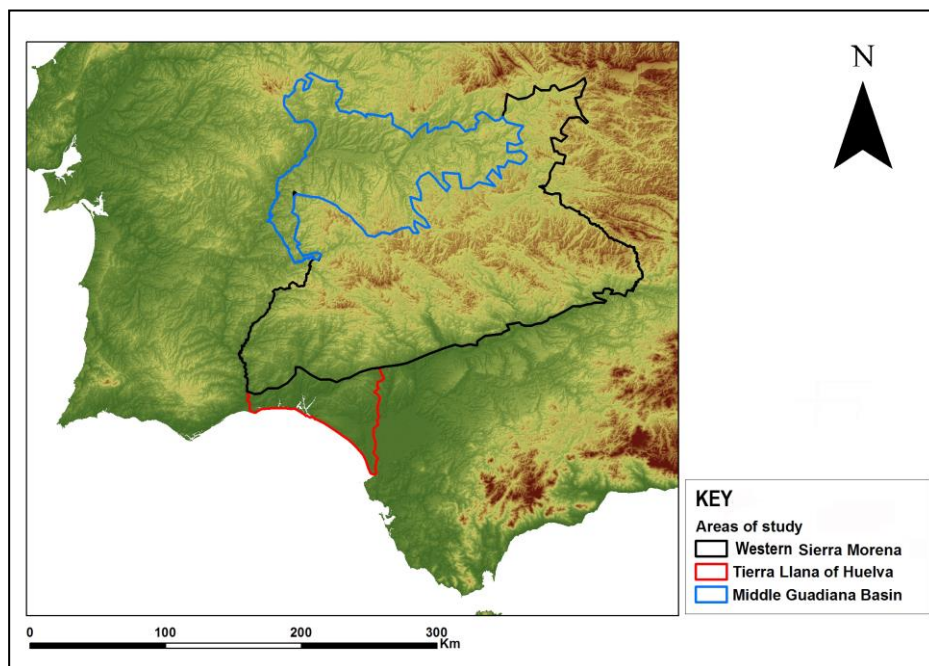 N
KEY
Areas of study
Western Sierra Morena
Tierra Llana of Huelva
Middle Guadiana Basin
0 100 200 300
Km